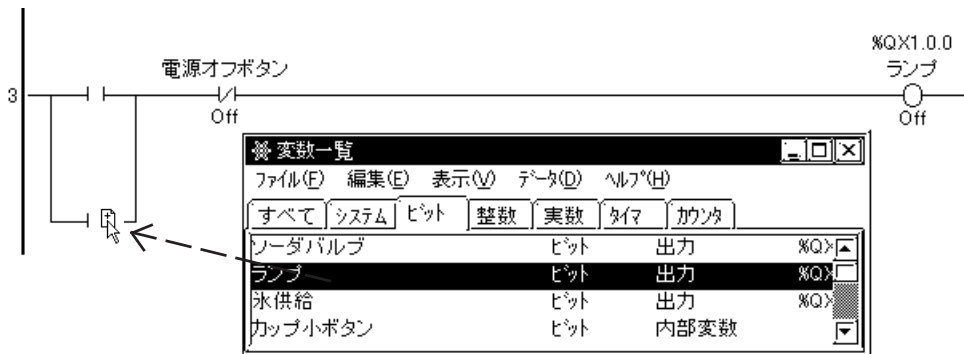 %QX1.0.0
電源オフボタン
ランプ
3
Off
Off
変数一覧
ファイル(F) 編集(E) 表示(V) データ(D) ヘルプ(H)
すべて システム ビット 整数 実数 タイマ カウンタ
ソーダバルブ ビット 出力 %QX
ランプ ビット 出力 %QX
氷供給 ビット 出力 %QX
カップ小ボタン ビット 内部変数